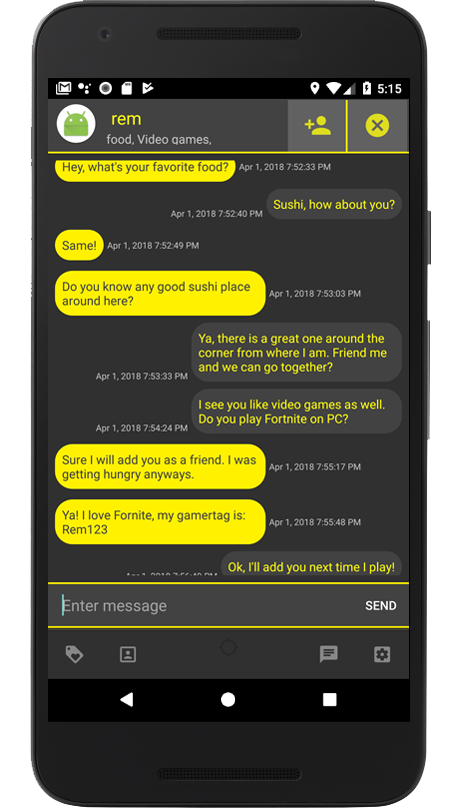 5:15
rem
food, Video games,
Hey, what's your favorite food?
Apr 1, 2018 7:52:33 PM
Sushi, how about you?
Apr 1, 2018 7:52:40 PM
Same!
Apr 1, 2018 7:52:49 PM
Do you know any good sushi place
around here?
Apr 1, 2018 7:53:03 PM
Ya, there is a great one around the
corner from where I am. Friend me
and we can go together?
Apr 1, 2018 7:53:33 PM
I see you like video games as well.
Do you play Fortnite on PC?
Apr 1, 2018 7:54:24 PM
Sure I will add you as a friend. I was
getting hungry anyways.
Apr 1, 2018 7:55:17 PM
Ya! I love Fornite, my gamertag is:
Rem123
Apr 1, 2018 7:55:48 PM
Ok, I'll add you next time I play!
Enter message
SEND